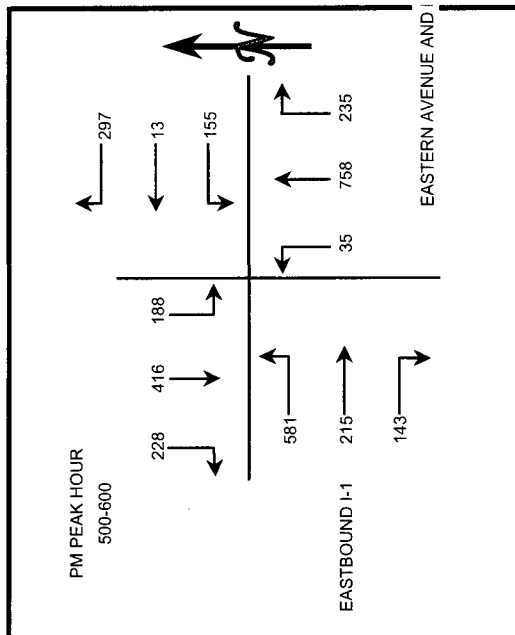 N
PM PEAK HOUR
500-600
228 416 188
297
13
155
581
215
143
35 758 235
EASTBOUND I-1
EASTERN AVENUE AND